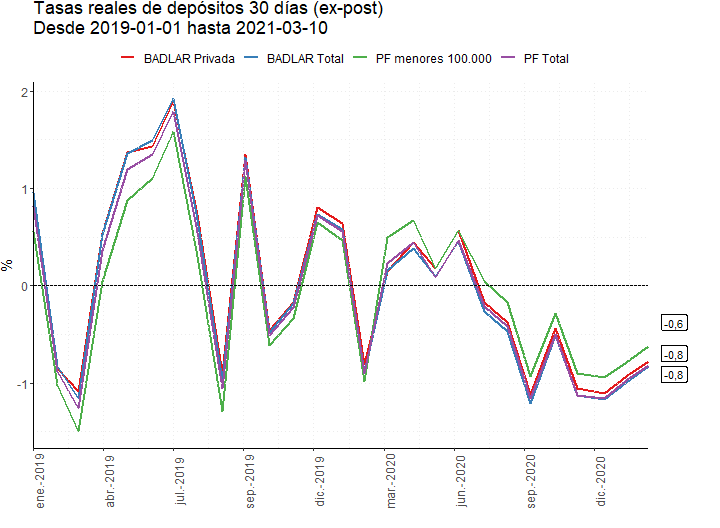 Tasas reales de depósitos 30 días (ex-post)
Desde 2019-01-01 hasta 2021-03-10
BADLAR Privada BADLAR Total PF menores 100.000 PF Total
%
2
1
0
-1
-0,6
-0,8
-0,8
ene.-2019
abr.-2019
jul.-2019
sep.-2019
dic.-2019
mar.-2020
jun.-2020
sep.-2020
dic.-2020